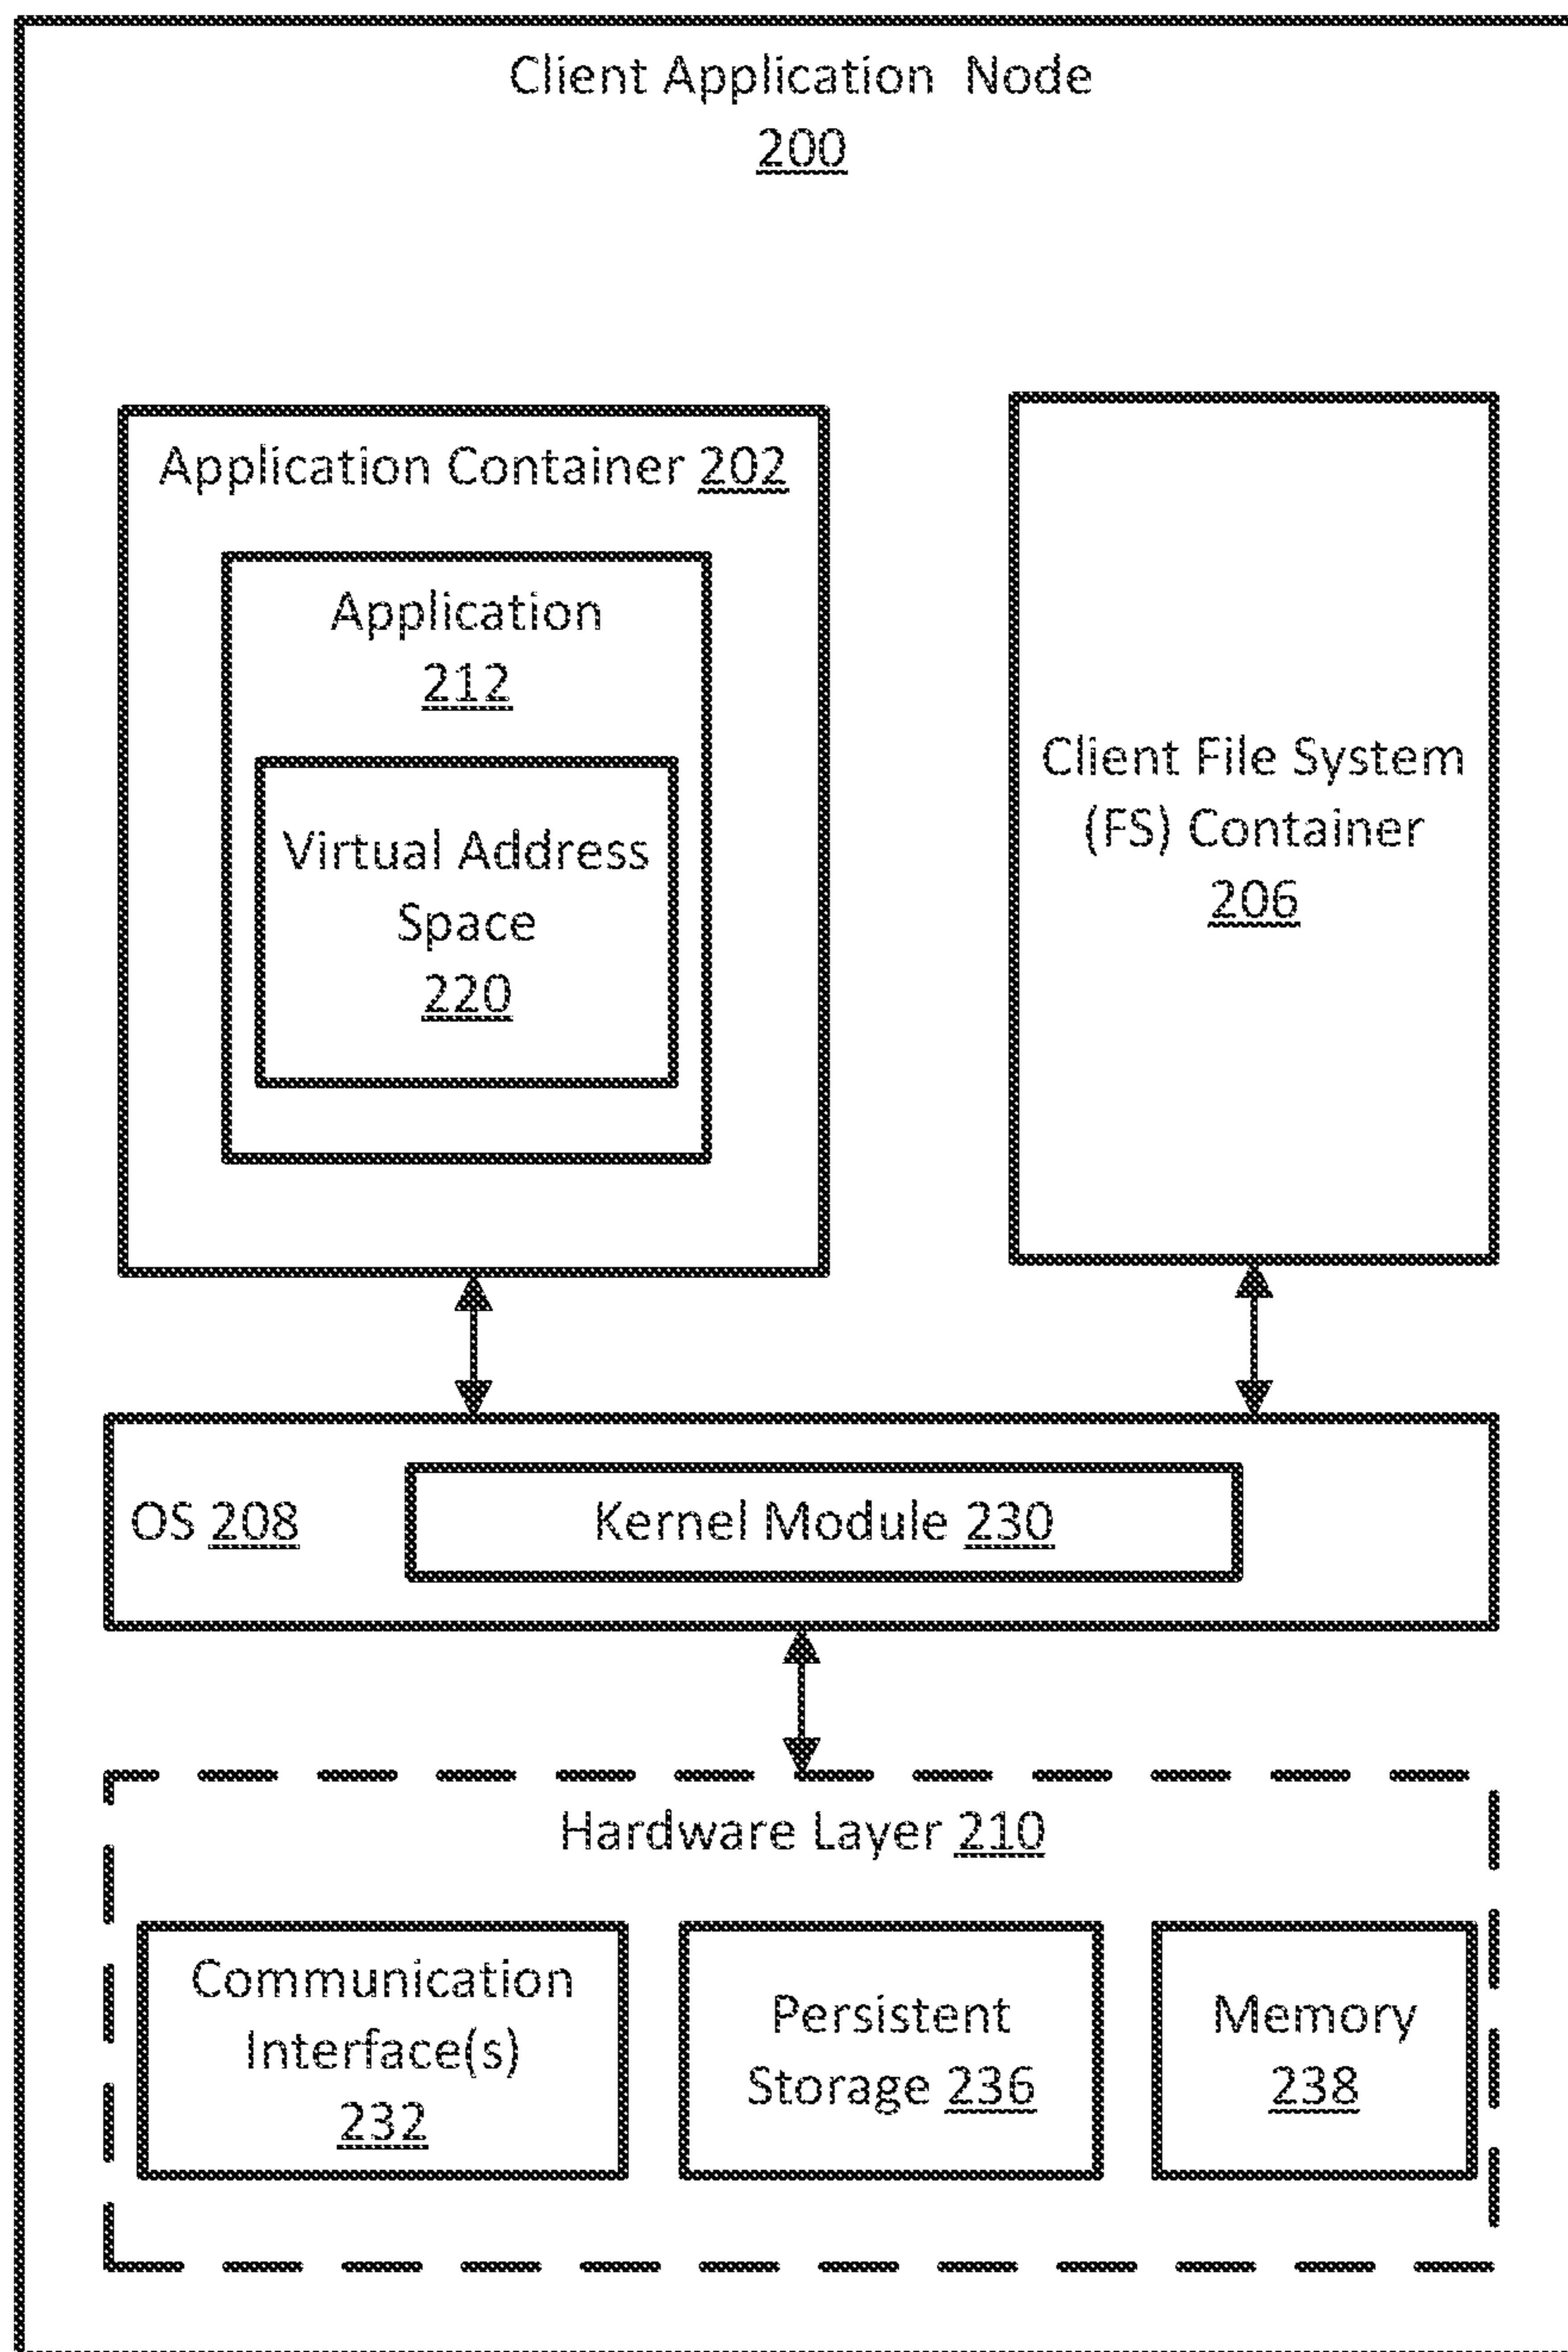 Client Application Node
200
Application Container 202
Application
212
Virtual Address
Space
220
Client File System
(FS) Container
206
OS 208
Kernel Module 230
Hardware Layer 210
Communication
Interface(s)
232
Persistent
Storage 236
Memory
238